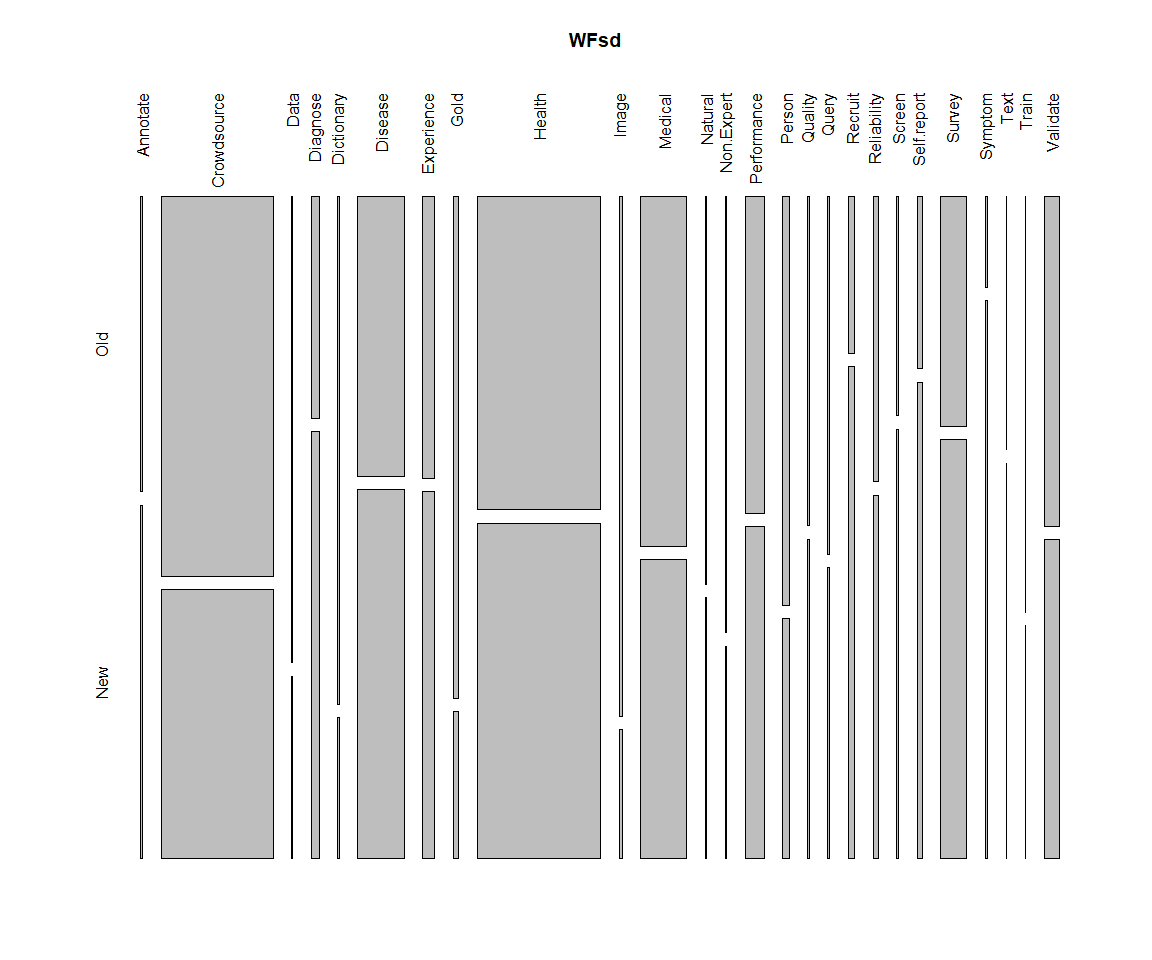 WFsd
Annotate
Crowdsource
Data
Diagnose
Dictionary
Disease
Experience
Gold
Health
Image
Medical
Natural
Non.Expert
Performance
Person
Quality
Query
Recruit
Reliability
Screen
Self.report
Survey
Symptom
Text
Train
Validate
Old
New